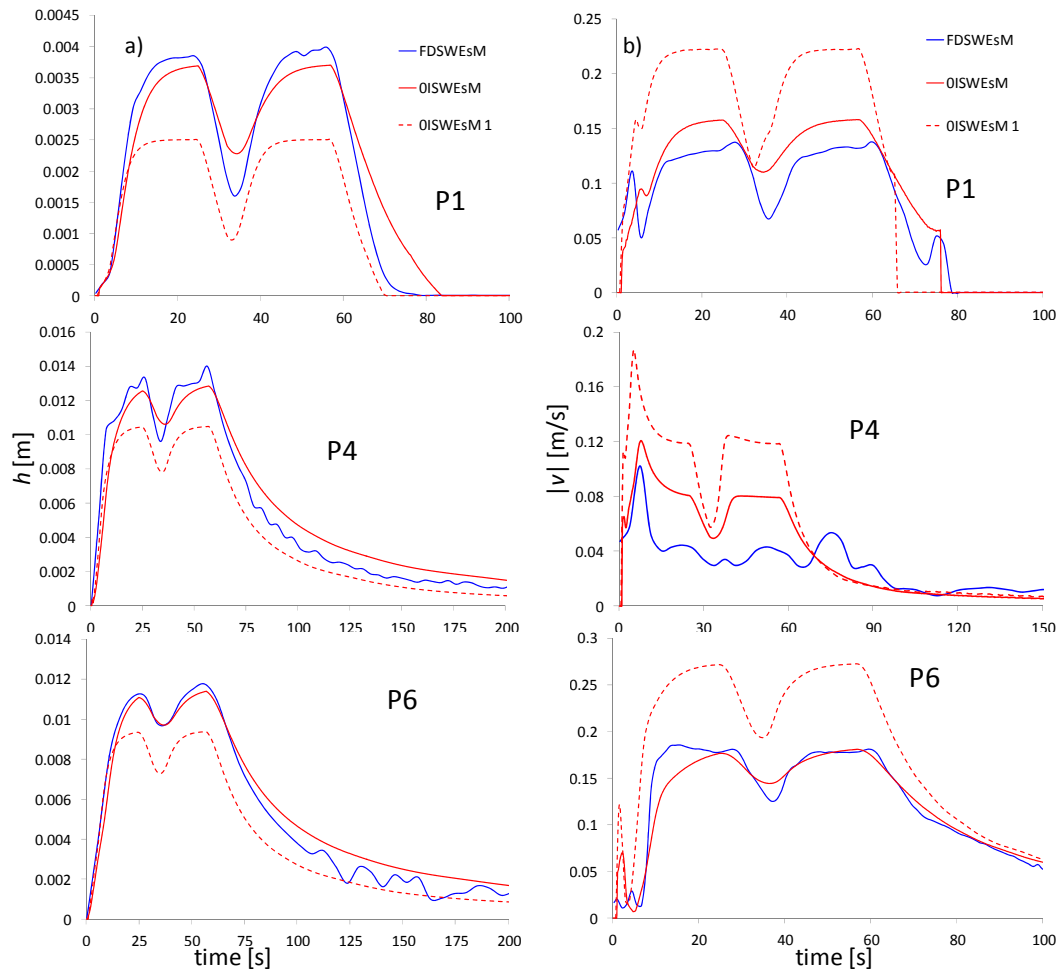 a)
0.0045
0.004
0.0035
0.003
0.0025
0.002
0.0015
0.001
0.0005
0
FDSWEsM
0ISWEsM
0ISWEsM 1
P1
0 20 40 60 80 100
b)
0.25
0.2
0.15
0.1
0.05
0
FDSWEsM
0ISWEsM
0ISWEsM 1
P1
0 20 40 60 80 100
h [m]
0.016
0.014
0.012
0.01
0.008
0.006
0.004
0.002
0
P4
0 25 50 75 100 125 150 175 200
|v| [m/s]
0.2
0.16
0.12
0.08
0.04
0
P4
0 30 60 90 120 150
0.014
0.012
0.01
0.008
0.006
0.004
0.002
0
P6
0 25 50 75 100 125 150 175 200
time [s]
0.3
0.25
0.2
0.15
0.1
0.05
0
P6
0 20 40 60 80 100
time [s]